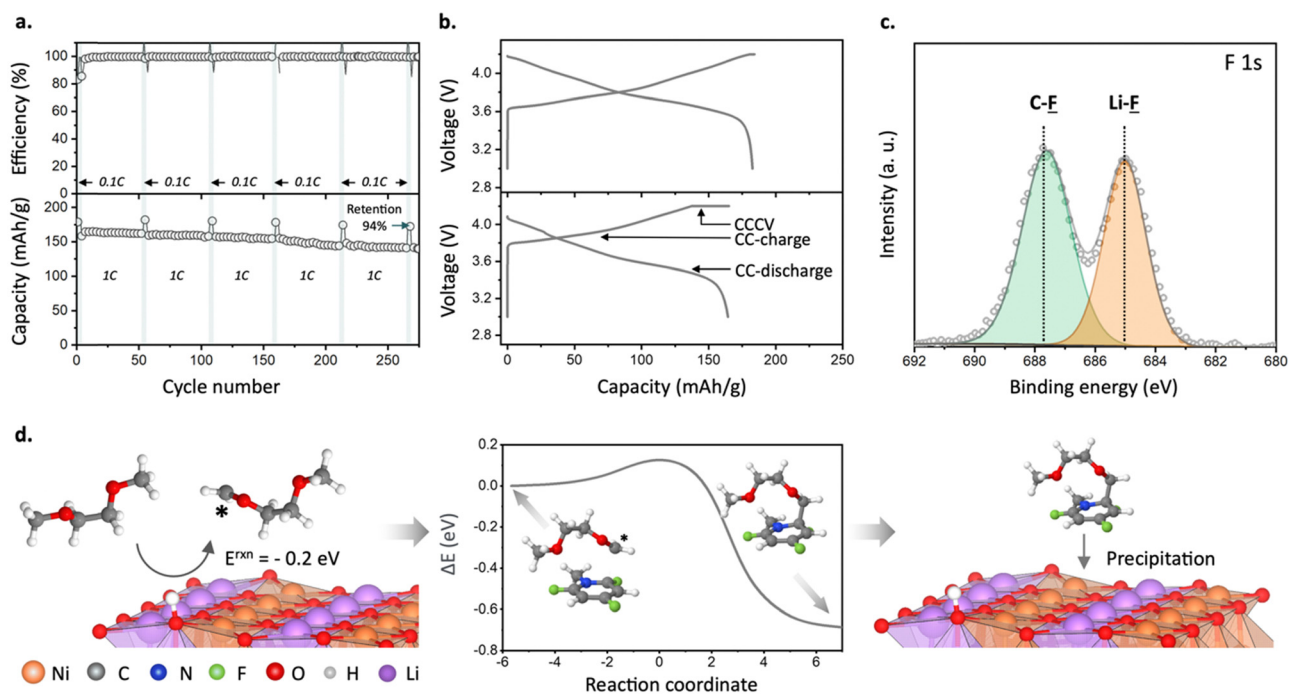 a.
Efficiency (%)
100
80
60
40
20
0
0.1C 0.1C 0.1C 0.1C 0.1C
Capacity (mAh/g)
200
150
100
50
0
Retention
94%
1C 1C 1C 1C 1C
0 50 100 150 200 250
Cycle number
b.
Voltage (V)
4.0
3.6
3.2
2.8
Voltage (V)
4.0
3.6
3.2
2.8
CCCV
CC-charge
CC-discharge
0 50 100 150 200 250
Capacity (mAh/g)
c.
F 1s
C-F Li-F
Intensity (a. u.)
692 690 688 686 684 682 680
Binding energy (eV)
d.
*
E^rxn = - 0.2 eV
Ni C N F O H Li
ΔE (eV)
0.2
0.0
-0.2
-0.4
-0.6
-0.8
*
-6 -4 -2 0 2 4 6
Reaction coordinate
Precipitation